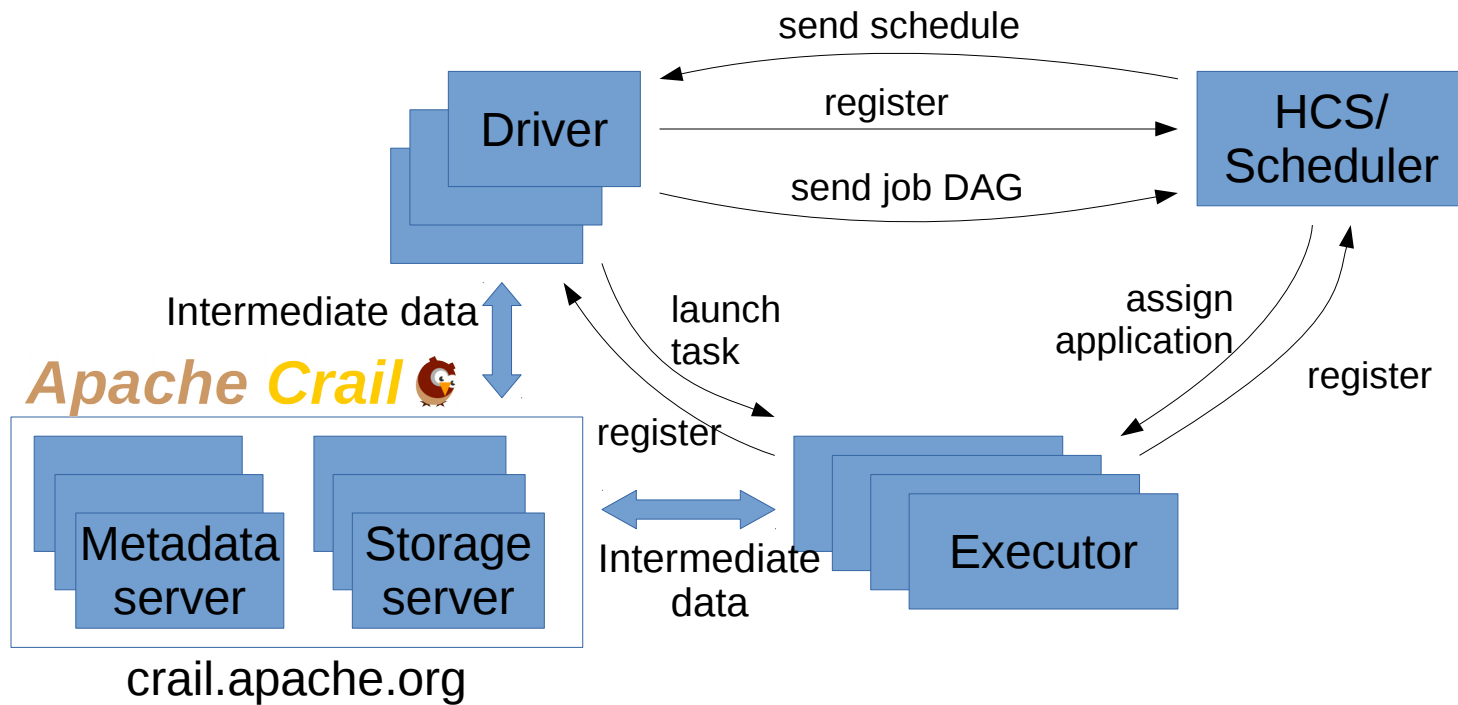 send schedule
Driver
register
HCS/
Scheduler
send job DAG
Intermediate data
launch
task
assign
application
register
Apache Crail
register
Metadata
server
Storage
server
Intermediate
data
Executor
crail.apache.org